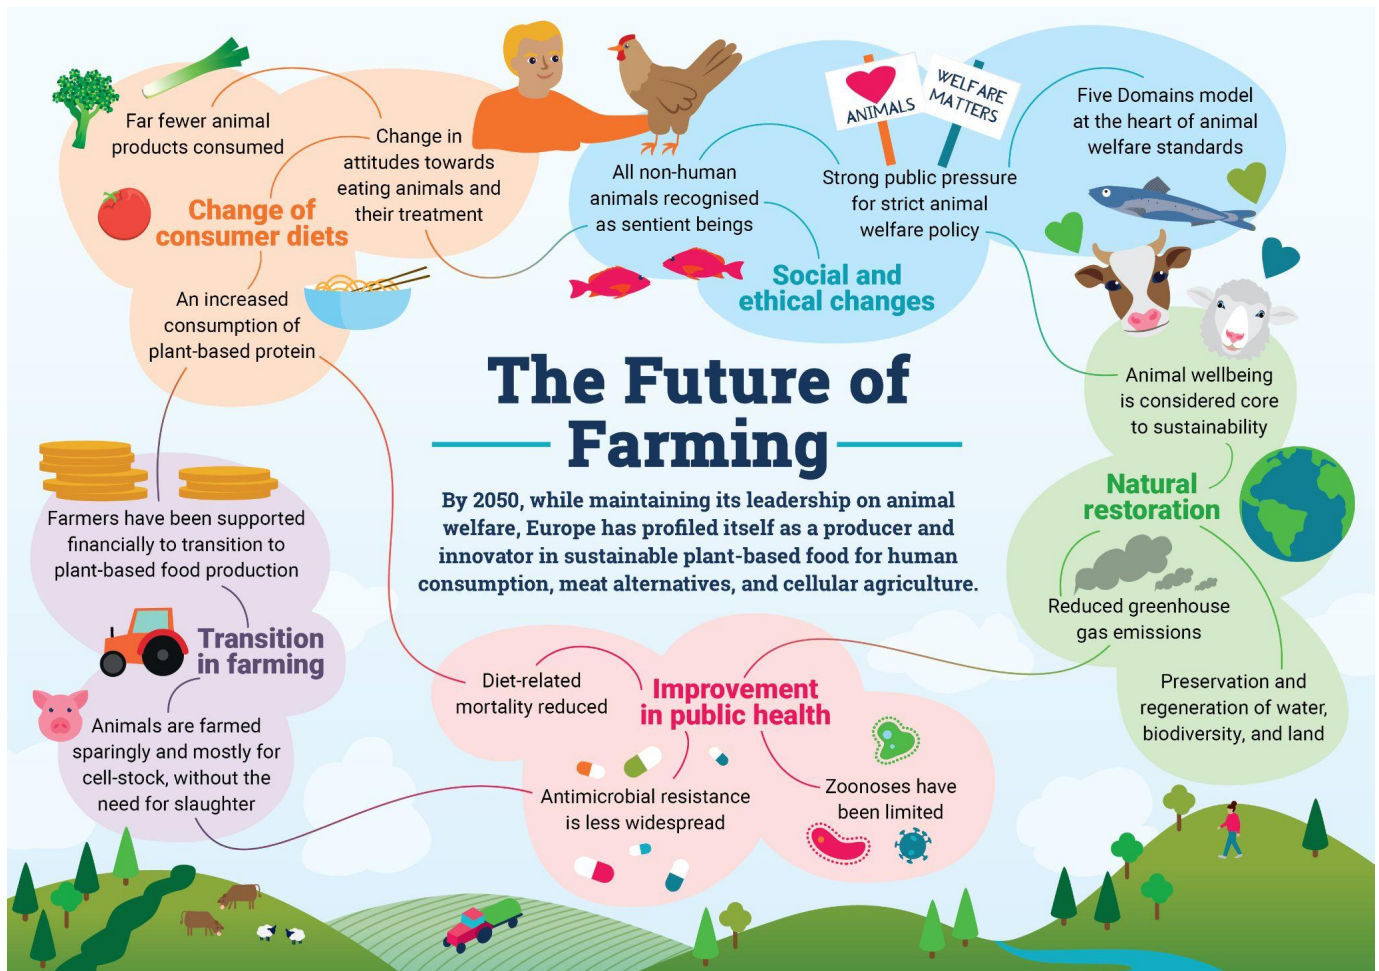 The Future of
Farming
By 2050, while maintaining its leadership on animal
welfare, Europe has profiled itself as a producer and
innovator in sustainable plant-based food for human
consumption, meat alternatives, and cellular agriculture.
Change of
consumer diets
Far fewer animal
products consumed
Change in
attitudes towards
eating animals and
their treatment
An increased
consumption of
plant-based protein
Social and
ethical changes
All non-human
animals recognised
as sentient beings
ANIMALS
WELFARE
MATTERS
Strong public pressure
for strict animal
welfare policy
Five Domains model
at the heart of animal
welfare standards
Natural
restoration
Animal wellbeing
is considered core
to sustainability
Reduced greenhouse
gas emissions
Preservation and
regeneration of water,
biodiversity, and land
Transition
in farming
Farmers have been supported
financially to transition to
plant-based food production
Animals are farmed
sparingly and mostly for
cell-stock, without the
need for slaughter
Improvement
in public health
Diet-related
mortality reduced
Antimicrobial resistance
is less widespread
Zoonoses have
been limited